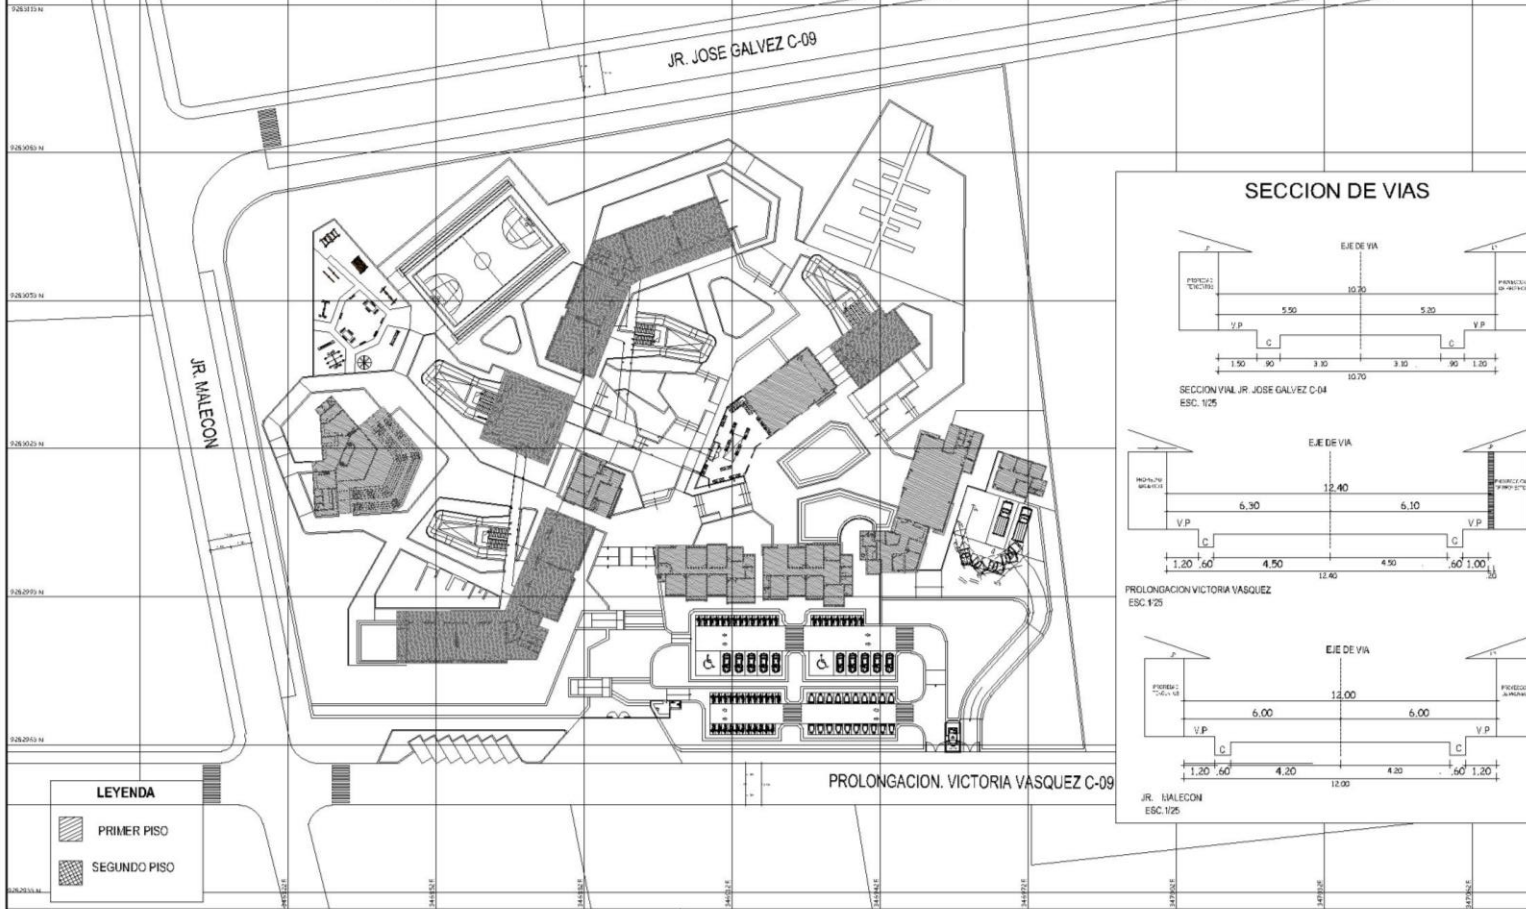 JR. JOSE GALVEZ C-09
JR. MALECON
PROLONGACION. VICTORIA VASQUEZ C-09
LEYENDA
PRIMER PISO
SEGUNDO PISO
SECCION DE VIAS
EJE DE VIA
10.70
5.50 5.20
V.P V.P
C C
1.50 .90 3.10 3.10 .90 1.20
10.70
SECCION VIAL JR. JOSE GALVEZ C-04
ESC. 1/25
EJE DE VIA
12.40
6.30 6.10
V.P V.P
C C
1.20 .60 4.50 4.50 .60 1.00
12.40 .20
PROLONGACION VICTORIA VASQUEZ
ESC. 1/25
EJE DE VIA
12.00
6.00 6.00
V.P V.P
C C
1.20 .60 4.20 4.20 .60 1.20
12.00
JR. MALECON
ESC. 1/25